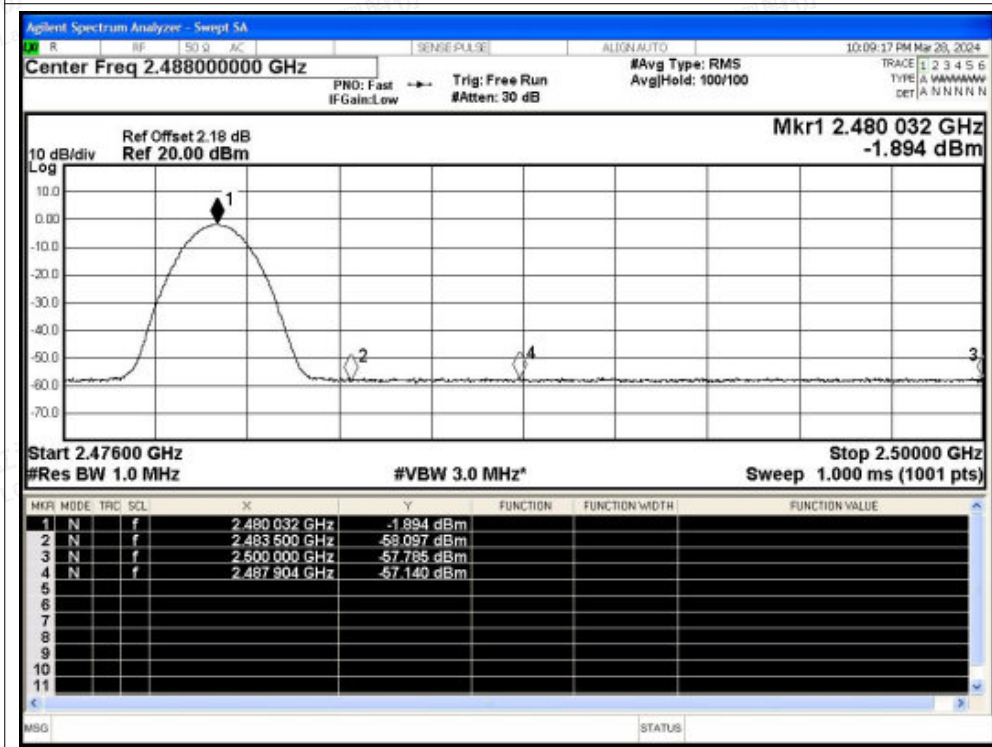 Agilent Spectrum Analyzer - Swept SA
R RF 50 Ω AC SENSE:PULSE ALIGNAUTO 10:09:17 PM Mar 28, 2024
Center Freq 2.488000000 GHz #Avg Type: RMS TRACE 1 2 3 4 5 6
PNO: Fast Trig: Free Run Avg|Hold: 100/100 TYPE A
IFGain:Low #Atten: 30 dB DET A N N N N N
Mkr1 2.480 032 GHz
Ref Offset 2.18 dB
10 dB/div Ref 20.00 dBm -1.894 dBm
Log
10.0
1
0.00
-10.0
-20.0
-30.0
-40.0
-50.0
2 4 3
-60.0
-70.0
Start 2.47600 GHz Stop 2.50000 GHz
#Res BW 1.0 MHz #VBW 3.0 MHz* Sweep 1.000 ms (1001 pts)
MKR MODE TRC SCL X Y FUNCTION FUNCTION WIDTH FUNCTION VALUE
1 N f 2.480 032 GHz -1.894 dBm
2 N f 2.483 500 GHz -58.097 dBm
3 N f 2.500 000 GHz -57.785 dBm
4 N f 2.487 904 GHz -57.140 dBm
5
6
7
8
9
10
11
MSG STATUS